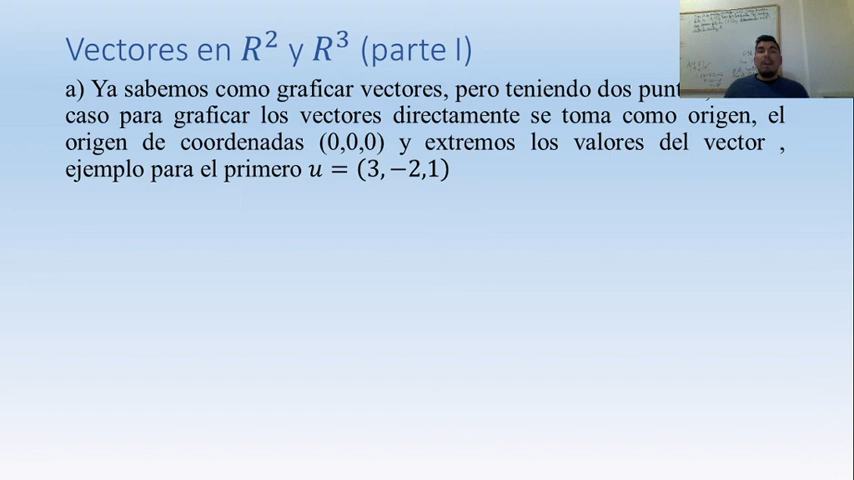 Vectores en R² y R³ (parte I)
a) Ya sabemos como graficar vectores, pero teniendo dos
caso para graficar los vectores directamente se toma como origen, el
origen de coordenadas (0,0,0) y extremos los valores del vector ,
ejemplo para el primero u = (3, −2,1)